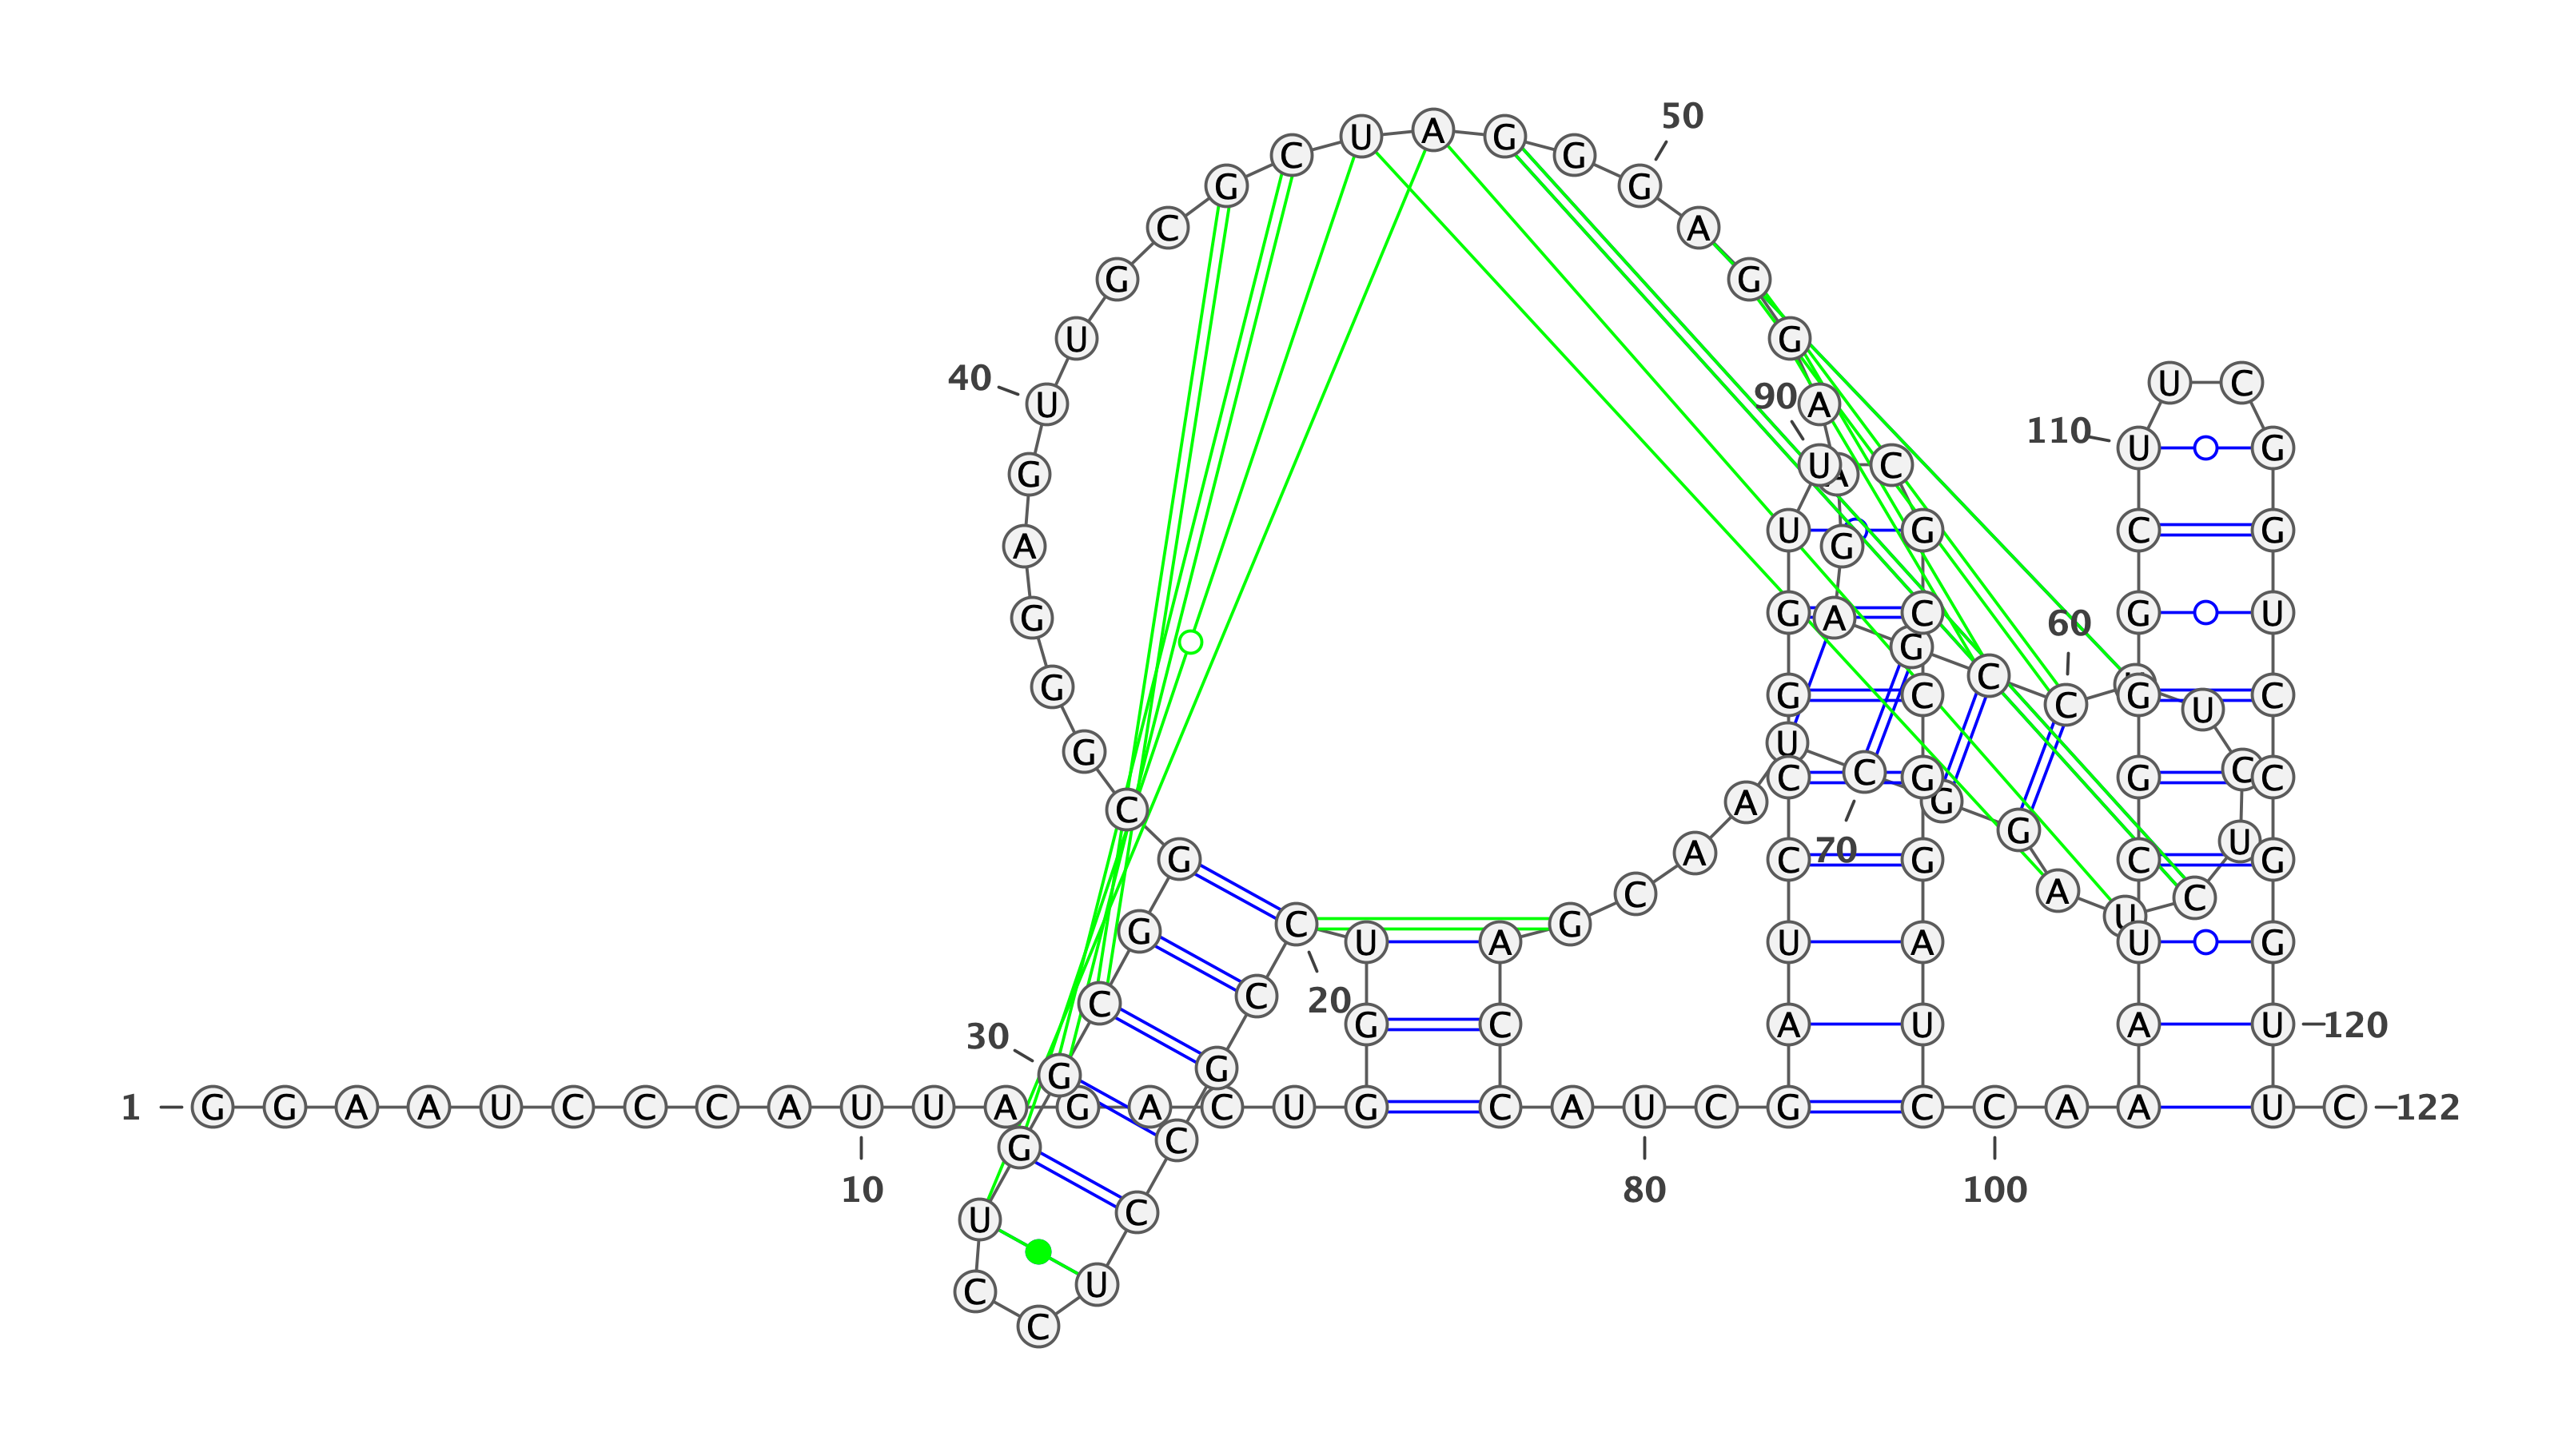 50
U A G
C G
G G
C A
G G
U G
U C
40 U 90 A
110 U G
G U A C
U G C G
A G
G G A C 60 G U
G C
G G C C G U C
G U C C G G C C
C A G G U
G A C 70 G C G
C A C
G C U A G U A U U G
C C 20
30 G C A U A U 120
G G
1 G G A A U C C C A U U A G A C U G C A U C G C C A A U C 122
G C
10 80 100
U C
C U
C